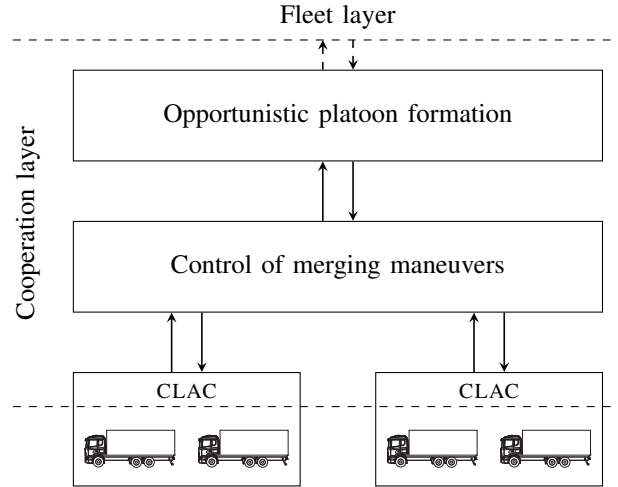 Fleet layer
Opportunistic platoon formation
Cooperation layer
Control of merging maneuvers
CLAC
CLAC